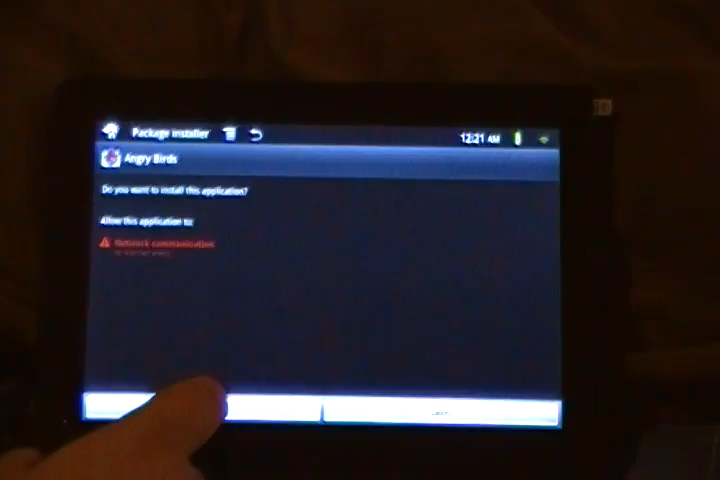 Package installer 12:21 AM
Angry Birds
Do you want to install this application?
Allow this application to:
Network communication